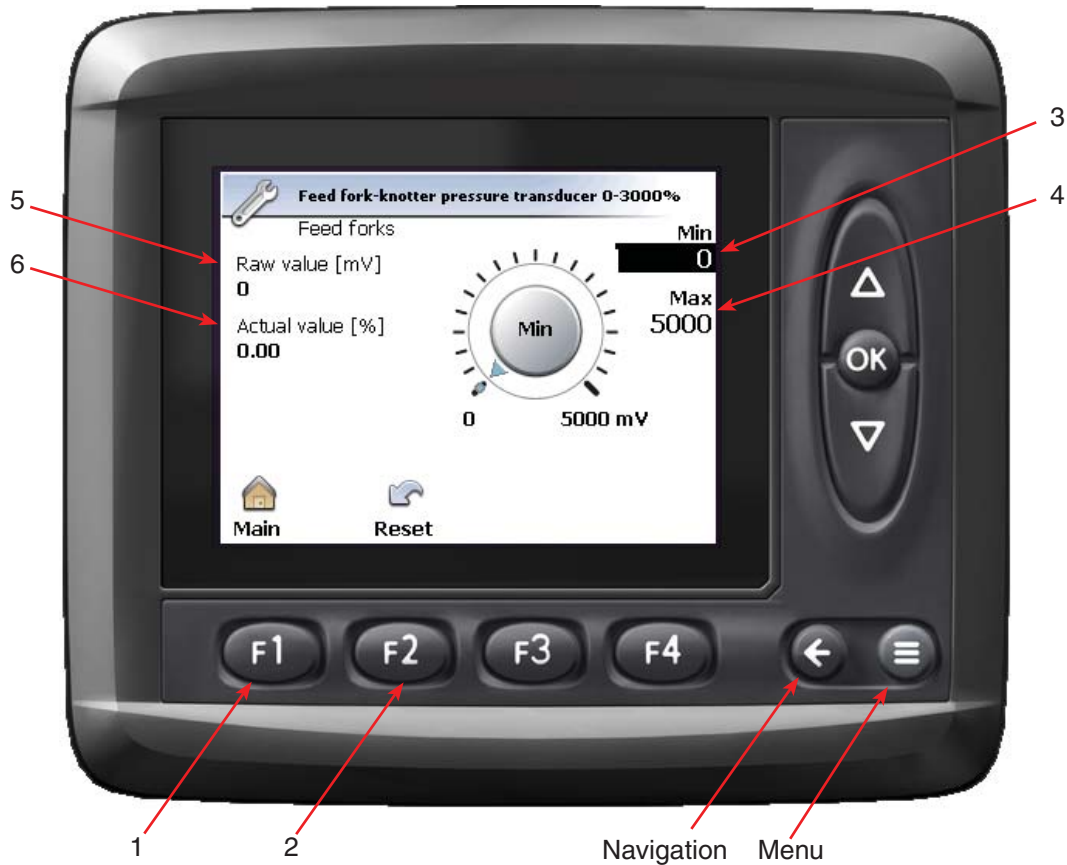 3
Feed fork-knotter pressure transducer 0-3000%
4
5
Feed forks
Min
Raw value [mV]
0
6
0
Max
Actual value [%]
Min
5000
0.00
0
5000 mV
OK
Main
Reset
F1
F2
F3
F4
1
2
Navigation
Menu